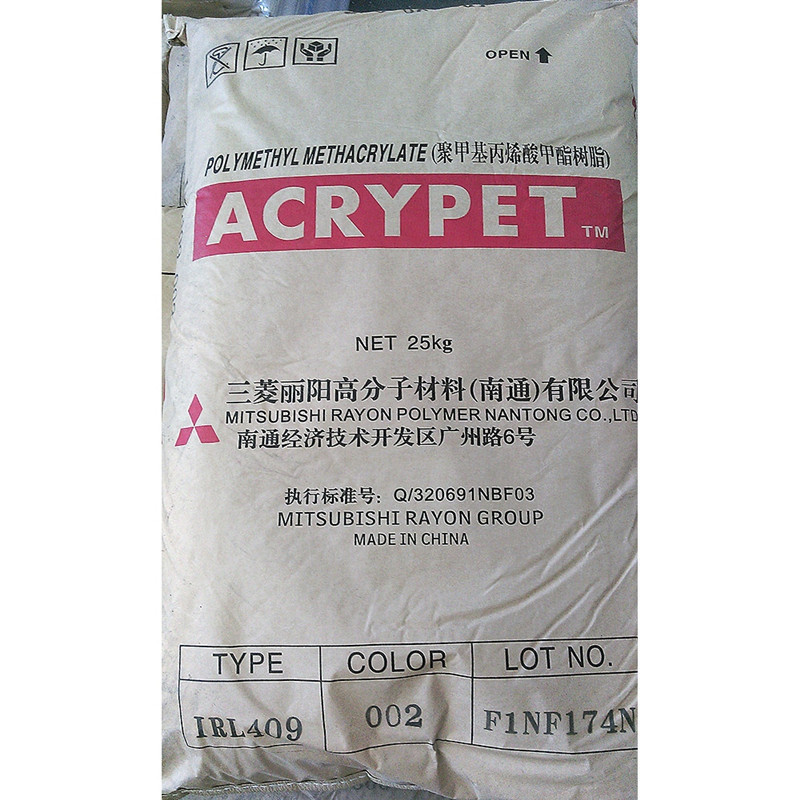 OPEN
POLYMETHYL METHACRYLATE (聚甲基丙烯酸甲酯树脂)
ACRYPET TM
NET 25kg
三菱丽阳高分子材料(南通)有限公司
MITSUBISHI RAYON POLYMER NANTONG CO.,LTD
南通经济技术开发区广州路6号
执行标准号：Q/320691NBF03
MITSUBISHI RAYON GROUP
MADE IN CHINA
TYPE COLOR LOT NO.
IRL409 002 F1NF174N